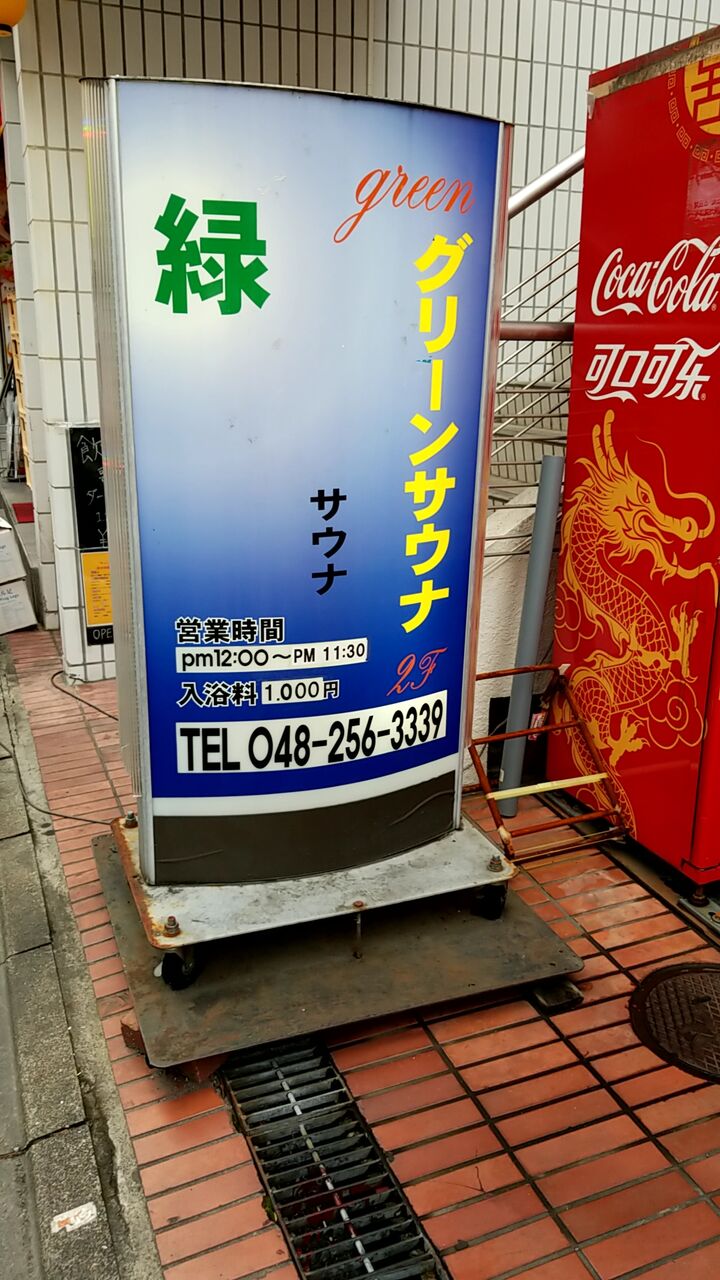 緑
green
グリーンサウナ
サウナ
2F
営業時間
pm12:00～PM 11:30
入浴料 1.000円
TEL 048-256-3339
Coca-Cola
可口可乐
飲
OPE